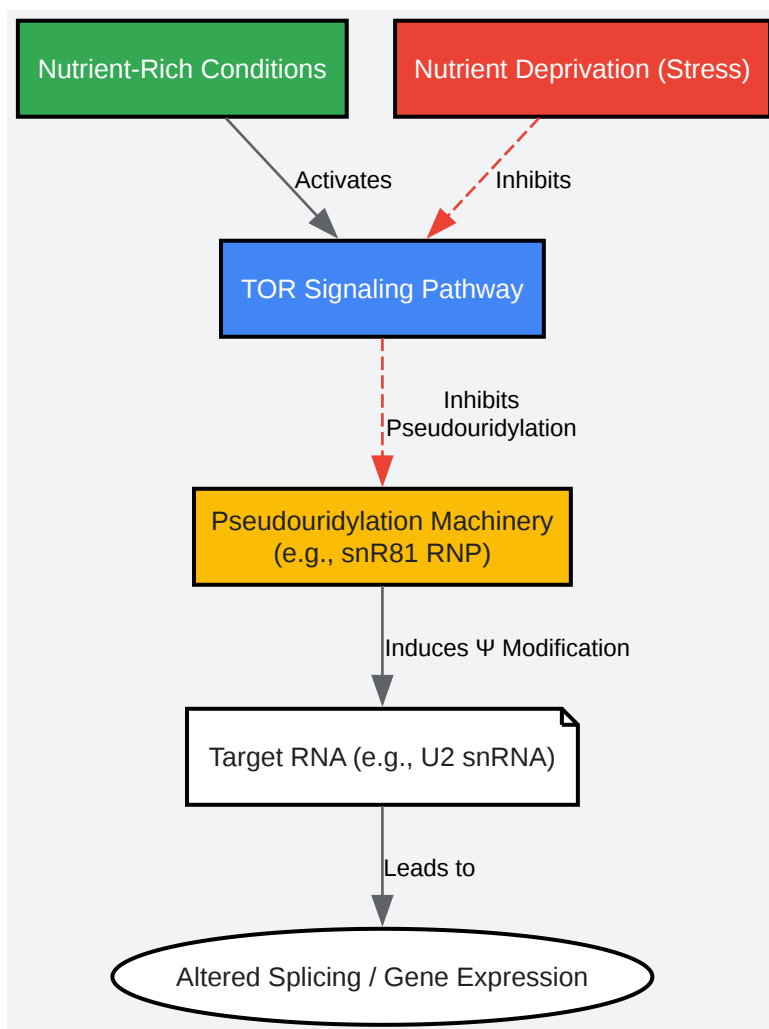 Nutrient-Rich Conditions
Nutrient Deprivation (Stress)
Activates
Inhibits
TOR Signaling Pathway
Inhibits
Pseudouridylation
Pseudouridylation Machinery
(e.g., snR81 RNP)
Induces Ψ Modification
Target RNA (e.g., U2 snRNA)
Leads to
Altered Splicing / Gene Expression